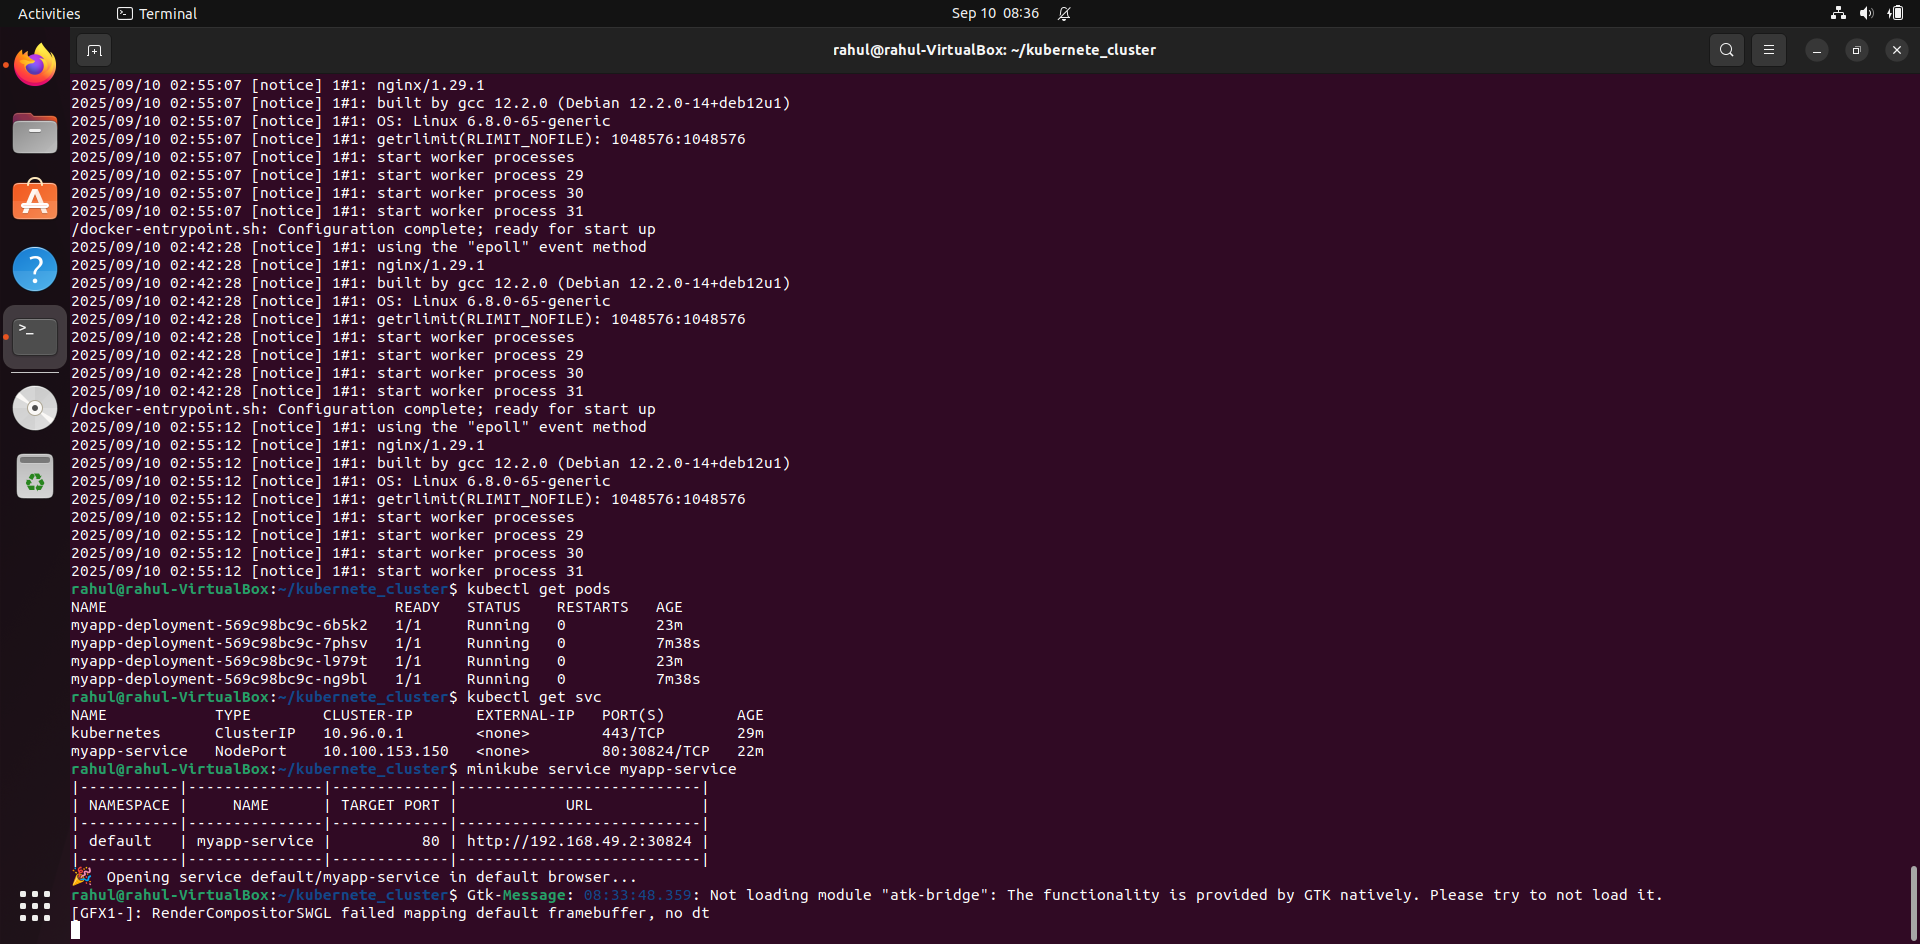 Activities
Terminal
Sep 10 08:36
rahul@rahul-VirtualBox: ~/kubernete_cluster
2025/09/10 02:55:07 [notice] 1#1: nginx/1.29.1
2025/09/10 02:55:07 [notice] 1#1: built by gcc 12.2.0 (Debian 12.2.0-14+deb12u1)
2025/09/10 02:55:07 [notice] 1#1: OS: Linux 6.8.0-65-generic
2025/09/10 02:55:07 [notice] 1#1: getrlimit(RLIMIT_NOFILE): 1048576:1048576
2025/09/10 02:55:07 [notice] 1#1: start worker processes
2025/09/10 02:55:07 [notice] 1#1: start worker process 29
2025/09/10 02:55:07 [notice] 1#1: start worker process 30
2025/09/10 02:55:07 [notice] 1#1: start worker process 31
/docker-entrypoint.sh: Configuration complete; ready for start up
2025/09/10 02:42:28 [notice] 1#1: using the "epoll" event method
2025/09/10 02:42:28 [notice] 1#1: nginx/1.29.1
2025/09/10 02:42:28 [notice] 1#1: built by gcc 12.2.0 (Debian 12.2.0-14+deb12u1)
2025/09/10 02:42:28 [notice] 1#1: OS: Linux 6.8.0-65-generic
2025/09/10 02:42:28 [notice] 1#1: getrlimit(RLIMIT_NOFILE): 1048576:1048576
2025/09/10 02:42:28 [notice] 1#1: start worker processes
2025/09/10 02:42:28 [notice] 1#1: start worker process 29
2025/09/10 02:42:28 [notice] 1#1: start worker process 30
2025/09/10 02:42:28 [notice] 1#1: start worker process 31
/docker-entrypoint.sh: Configuration complete; ready for start up
2025/09/10 02:55:12 [notice] 1#1: using the "epoll" event method
2025/09/10 02:55:12 [notice] 1#1: nginx/1.29.1
2025/09/10 02:55:12 [notice] 1#1: built by gcc 12.2.0 (Debian 12.2.0-14+deb12u1)
2025/09/10 02:55:12 [notice] 1#1: OS: Linux 6.8.0-65-generic
2025/09/10 02:55:12 [notice] 1#1: getrlimit(RLIMIT_NOFILE): 1048576:1048576
2025/09/10 02:55:12 [notice] 1#1: start worker processes
2025/09/10 02:55:12 [notice] 1#1: start worker process 29
2025/09/10 02:55:12 [notice] 1#1: start worker process 30
2025/09/10 02:55:12 [notice] 1#1: start worker process 31
rahul@rahul-VirtualBox:~/kubernete_cluster$ kubectl get pods
NAME                                READY   STATUS    RESTARTS   AGE
myapp-deployment-569c98bc9c-6b5k2   1/1     Running   0          23m
myapp-deployment-569c98bc9c-7phsv   1/1     Running   0          7m38s
myapp-deployment-569c98bc9c-l979t   1/1     Running   0          23m
myapp-deployment-569c98bc9c-ng9bl   1/1     Running   0          7m38s
rahul@rahul-VirtualBox:~/kubernete_cluster$ kubectl get svc
NAME            TYPE        CLUSTER-IP       EXTERNAL-IP   PORT(S)        AGE
kubernetes      ClusterIP   10.96.0.1        <none>        443/TCP        29m
myapp-service   NodePort    10.100.153.150   <none>        80:30824/TCP   22m
rahul@rahul-VirtualBox:~/kubernete_cluster$ minikube service myapp-service
|-----------|---------------|-------------|---------------------------|
| NAMESPACE |     NAME      | TARGET PORT |            URL            |
|-----------|---------------|-------------|---------------------------|
| default   | myapp-service |          80 | http://192.168.49.2:30824 |
|-----------|---------------|-------------|---------------------------|
🎉  Opening service default/myapp-service in default browser...
rahul@rahul-VirtualBox:~/kubernete_cluster$ Gtk-Message: 08:33:48.359: Not loading module "atk-bridge": The functionality is provided by GTK natively. Please try to not load it.
[GFX1-]: RenderCompositorSWGL failed mapping default framebuffer, no dt